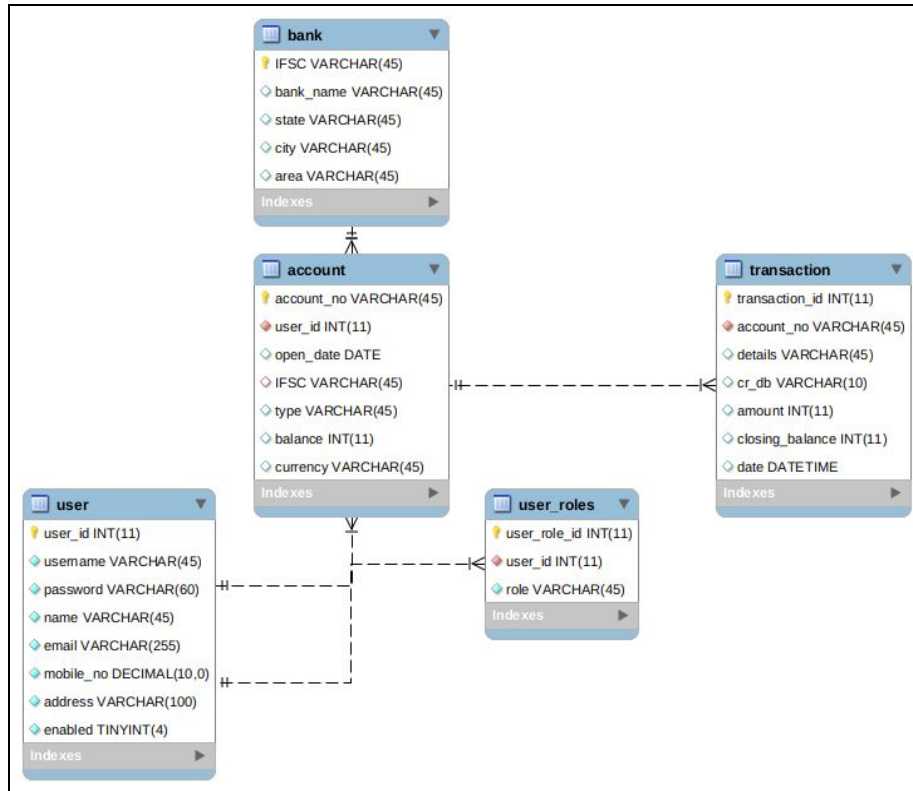 bank
IFSC VARCHAR(45)
bank_name VARCHAR(45)
state VARCHAR(45)
city VARCHAR(45)
area VARCHAR(45)
Indexes
account
account_no VARCHAR(45)
user_id INT(11)
open_date DATE
IFSC VARCHAR(45)
type VARCHAR(45)
balance INT(11)
currency VARCHAR(45)
Indexes
transaction
transaction_id INT(11)
account_no VARCHAR(45)
details VARCHAR(45)
cr_db VARCHAR(10)
amount INT(11)
closing_balance INT(11)
date DATETIME
Indexes
user
user_id INT(11)
username VARCHAR(45)
password VARCHAR(60)
name VARCHAR(45)
email VARCHAR(255)
mobile_no DECIMAL(10,0)
address VARCHAR(100)
enabled TINYINT(4)
Indexes
user_roles
user_role_id INT(11)
user_id INT(11)
role VARCHAR(45)
Indexes